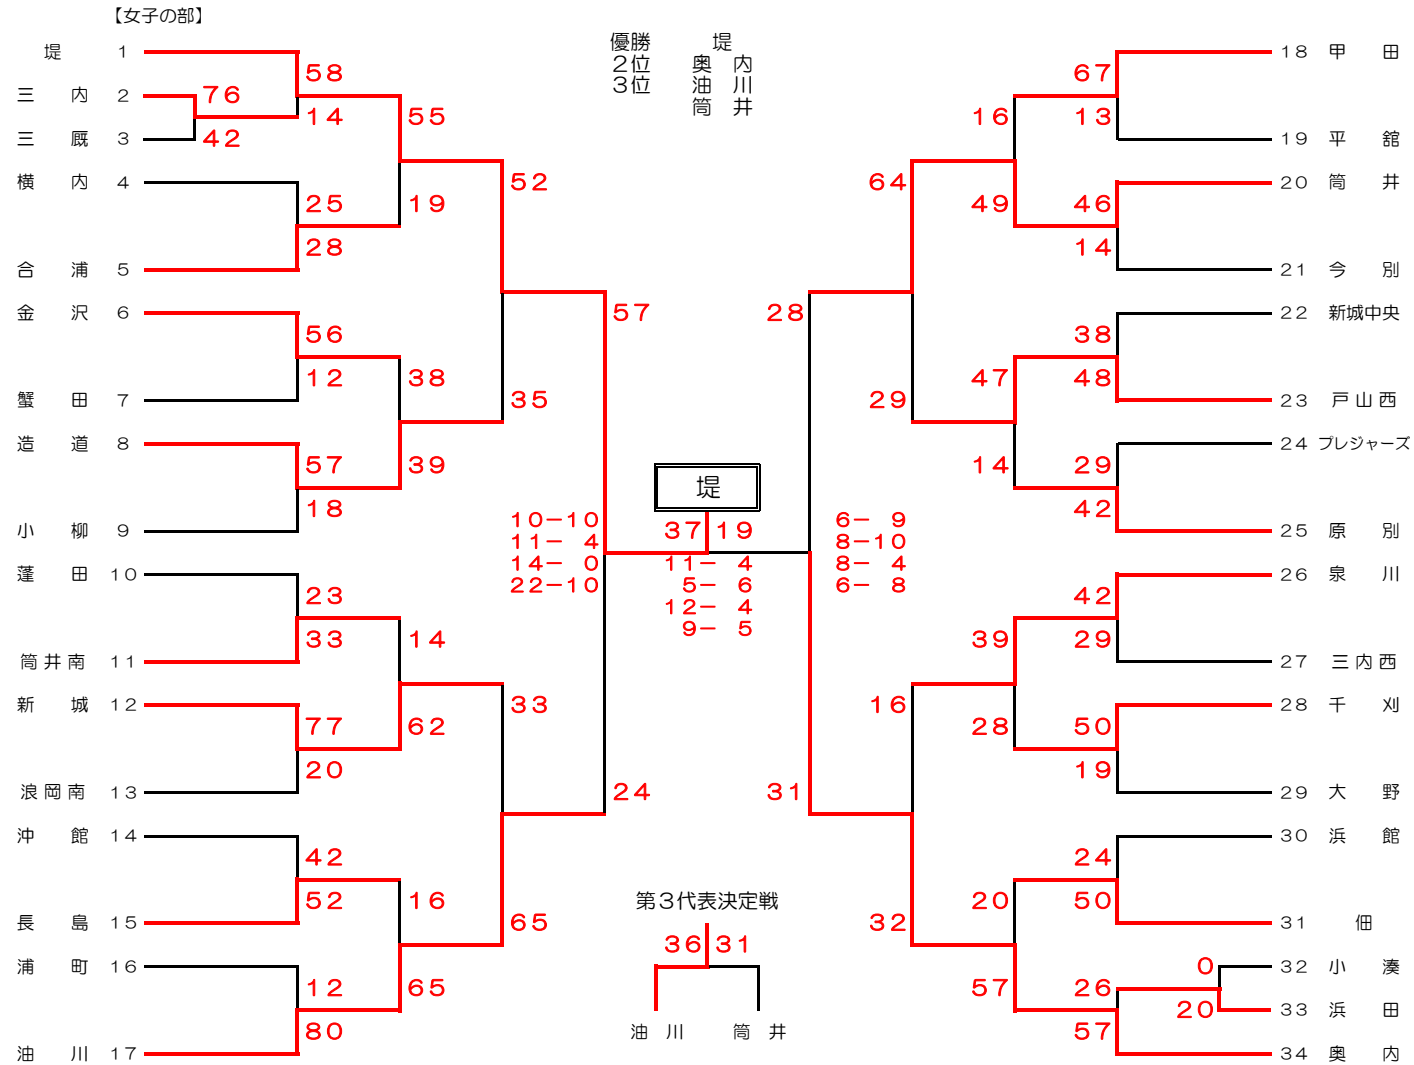 【女子の部】
優勝　堤
２位　奥　内
３位　油　川
筒　井
堤 1
三　内 2
三　厩 3
横　内 4
合　浦 5
金　沢 6
蟹　田 7
造　道 8
小　柳 9
蓬　田 10
筒井南 11
新　城 12
浪岡南 13
沖　館 14
長　島 15
浦　町 16
油　川 17
76
42
58
14
25
28
56
12
57
18
23
33
77
20
42
52
12
80
55
19
38
39
14
62
16
65
52
35
33
65
57
24
10－10
11－ 4
14－ 0
22－10
堤
37 19
11－ 4
5－ 6
12－ 4
9－ 5
6－ 9
8－10
8－ 4
6－ 8
28
31
64
29
16
32
16
49
47
14
39
28
20
57
67
13
46
14
38
48
29
42
42
29
50
19
24
50
26
57
0
20
18 甲　田
19 平　舘
20 筒　井
21 今　別
22 新城中央
23 戸山西
24 プレジャーズ
25 原　別
26 泉　川
27 三内西
28 千　刈
29 大　野
30 浜　館
31 佃
32 小　湊
33 浜　田
34 奥　内
第３代表決定戦
36 31
油　川　筒　井